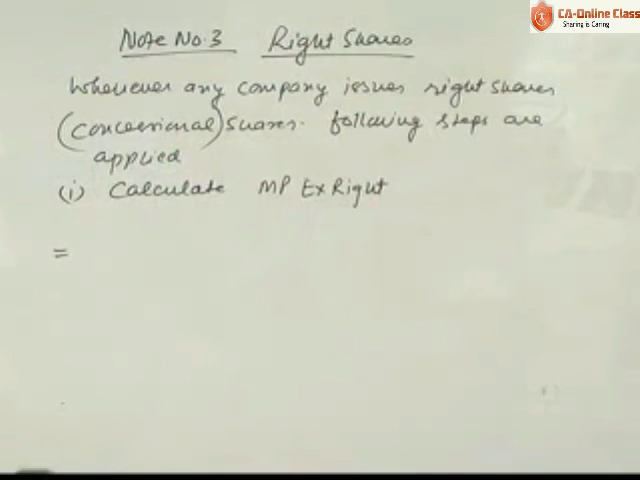 CA-Online Class
Sharing is Caring
Note No.3 Right Shares
Whenever any company issues right shares
(Concessional) Shares. following steps are
applied
(i) Calculate MP Ex Right
=